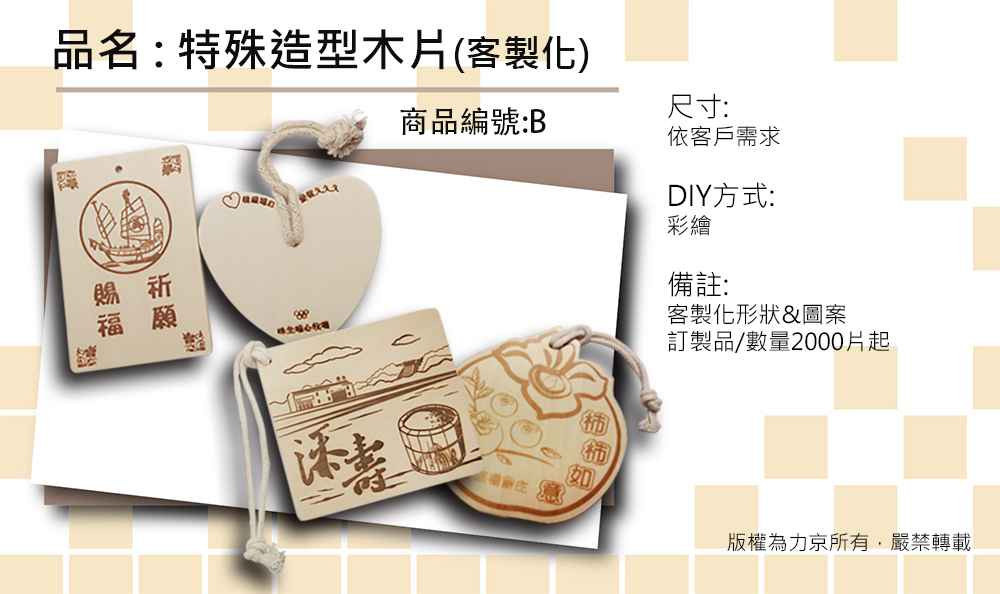 品名 : 特殊造型木片(客製化)
商品編號:B
尺寸:
依客戶需求
DIY方式:
彩繪
備註:
客製化形狀&圖案
訂製品/數量2000片起
祈願
賜福
添壽
柿柿如意
版權為力京所有，嚴禁轉載